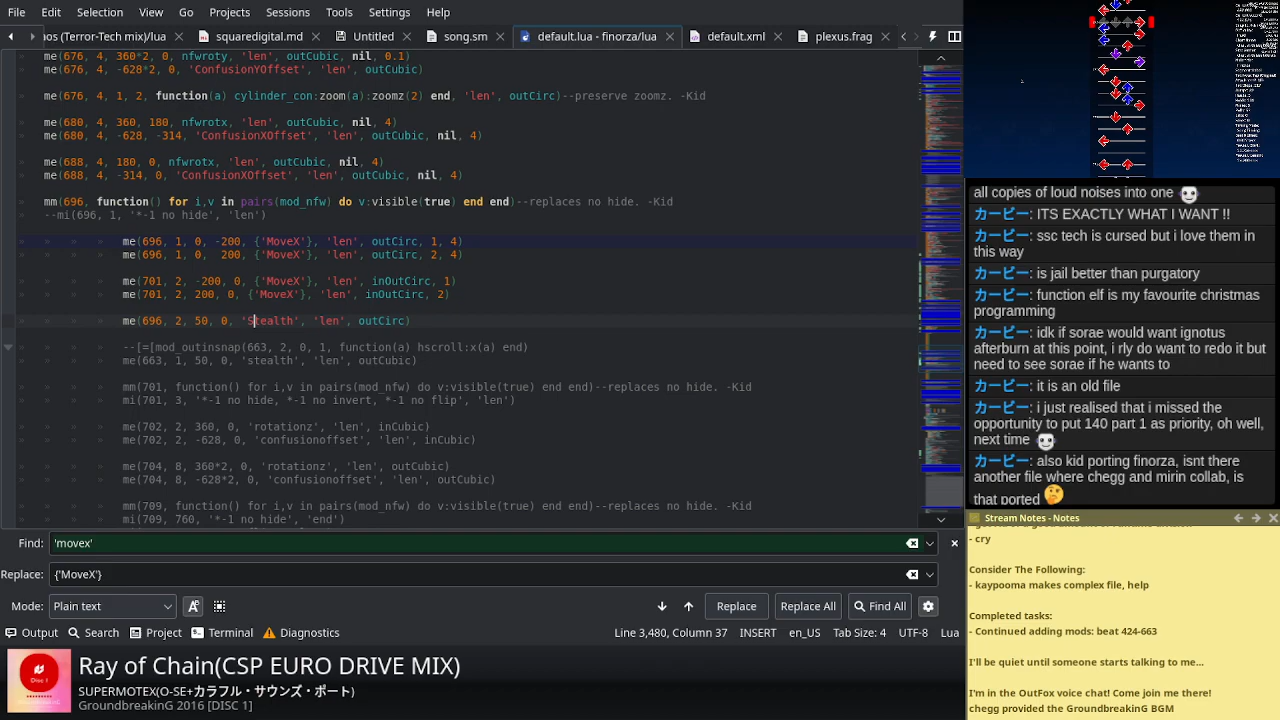 File Edit Selection View Go Projects Sessions Tools Settings Help
aos (Terror-Tech mix)/lua squaredigital.md Untitled song.sm default.lua - finorza/lua default.xml plexus.frag
me(676, 4, 360*2, 0, nfwroty, 'len', outCubic, nil, 0.1)
me(676, 4, -628*2, 0, 'ConfusionYOffset', 'len', outCubic)
me(676, 4, 1, 2, function(a) cylinder_con:zoom(a):zoomz(2) end, 'len', outCirc)--preserve zoomz. -Kid
me(680, 4, 360, 180, nfwrotx, 'len', outCubic, nil, 4)
me(680, 4, -628, -314, 'ConfusionXOffset', 'len', outCubic, nil, 4)
me(688, 4, 180, 0, nfwrotx, 'len', outCubic, nil, 4)
me(688, 4, -314, 0, 'ConfusionXOffset', 'len', outCubic, nil, 4)
mm(696, function() for i,v in pairs(mod_nfw) do v:visible(true) end end)--replaces no hide. -Kid
--mi(696, 1, '*-1 no hide', 'len')
me(696, 1, 0, -200, {'MoveX'}, 'len', outCirc, 1, 4)
me(696, 1, 0,  200, {'MoveX'}, 'len', outCirc, 2, 4)
me(701, 2, -200, 0, {'MoveX'}, 'len', inOutCirc, 1)
me(701, 2, 200, 0, {'MoveX'}, 'len', inOutCirc, 2)
me(696, 2, 50, 0, 'Stealth', 'len', outCirc)
--[=[mod_outinsnap(663, 2, 0, 1, function(a) hscroll:x(a) end)
me(663, 1, 50, 0, 'stealth', 'len', outCubic)
mm(701, function() for i,v in pairs(mod_nfw) do v:visible(true) end end)--replaces no hide. -Kid
mi(701, 3, '*-1 no hide, *-1 no invert, *-1 no flip', 'len')
me(702, 2, 360, 0, 'rotationz', 'len', inCubic)
me(702, 2, -628, 0, 'confusionoffset', 'len', inCubic)
me(704, 8, 360*2, 0, 'rotationz', 'len', outCubic)
me(704, 8, -628*2, 0, 'confusionoffset', 'len', outCubic)
mm(709, function() for i,v in pairs(mod_nfw) do v:visible(true) end end)--replaces no hide. -Kid
mi(709, 760, '*-1 no hide', 'end')
Find: 'movex'
Replace: {'MoveX'}
Mode: Plain text Replace Replace All Find All
Output Search Project Terminal Diagnostics Line 3,480, Column 37 INSERT en_US Tab Size: 4 UTF-8 Lua
Ray of Chain(CSP EURO DRIVE MIX)
SUPERMOTEX(O-SE+カラフル・サウンズ・ポート)
GroundbreakinG 2016 [DISC 1]
Disc 1
all copies of loud noises into one
カービー: ITS EXACTLY WHAT I WANT !!
カービー: ssc tech is cursed but i love them in
this way
カービー: is jail better than purgatory
カービー: function elf is my favourite christmas
programming
カービー: idk if sorae would want ignotus
afterburn at this point, i rly do want to redo it but
need to see sorae if he wants to
カービー: it is an old file
カービー: i just realised that i missed the
opportunity to put 140 part 1 as priority, oh well,
next time
カービー: also kid porting finorza, isnt there
another file where chegg and mirin collab, is
that ported
Stream Notes - Notes
- cry
Consider The Following:
- kaypooma makes complex file, help
Completed tasks:
- Continued adding mods: beat 424-663
I'll be quiet until someone starts talking to me...
I'm in the OutFox voice chat! Come join me there!
chegg provided the GroundbreakinG BGM